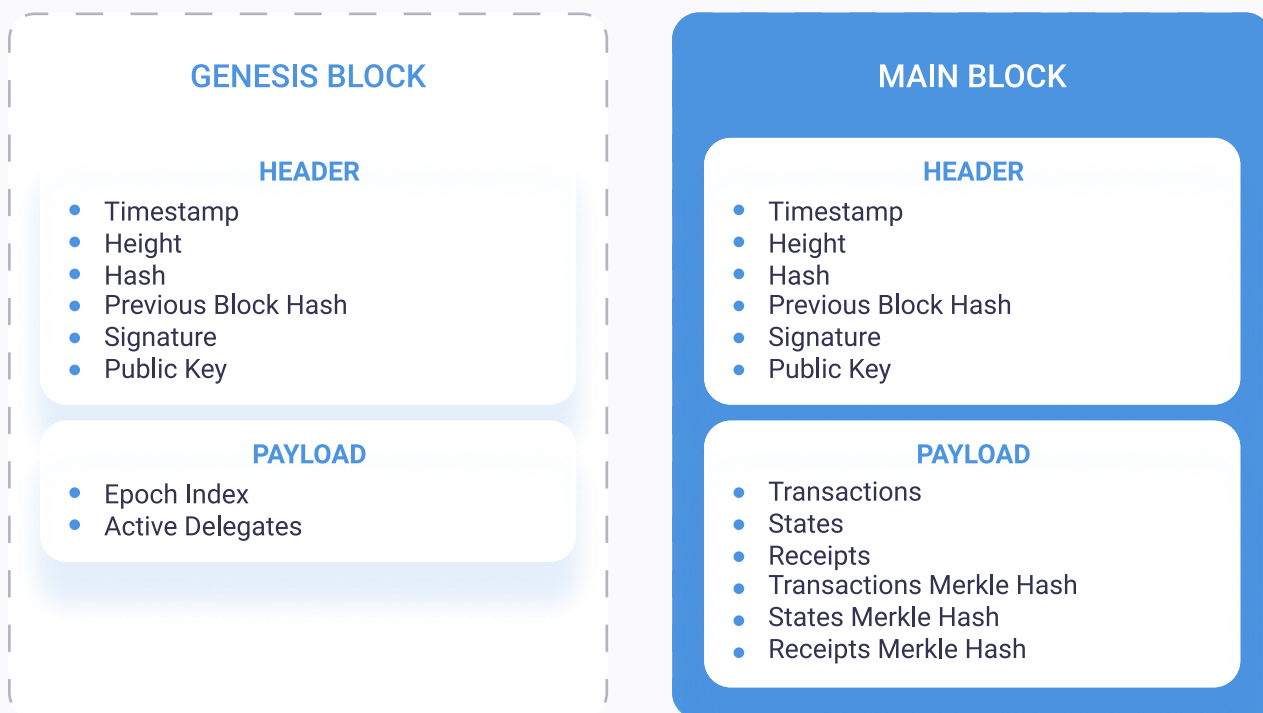 GENESIS BLOCK
HEADER
Timestamp
Height
Hash
Previous Block Hash
Signature
Public Key
PAYLOAD
Epoch Index
Active Delegates
MAIN BLOCK
HEADER
Timestamp
Height
Hash
Previous Block Hash
Signature
Public Key
PAYLOAD
Transactions
States
Receipts
Transactions Merkle Hash
States Merkle Hash
Receipts Merkle Hash